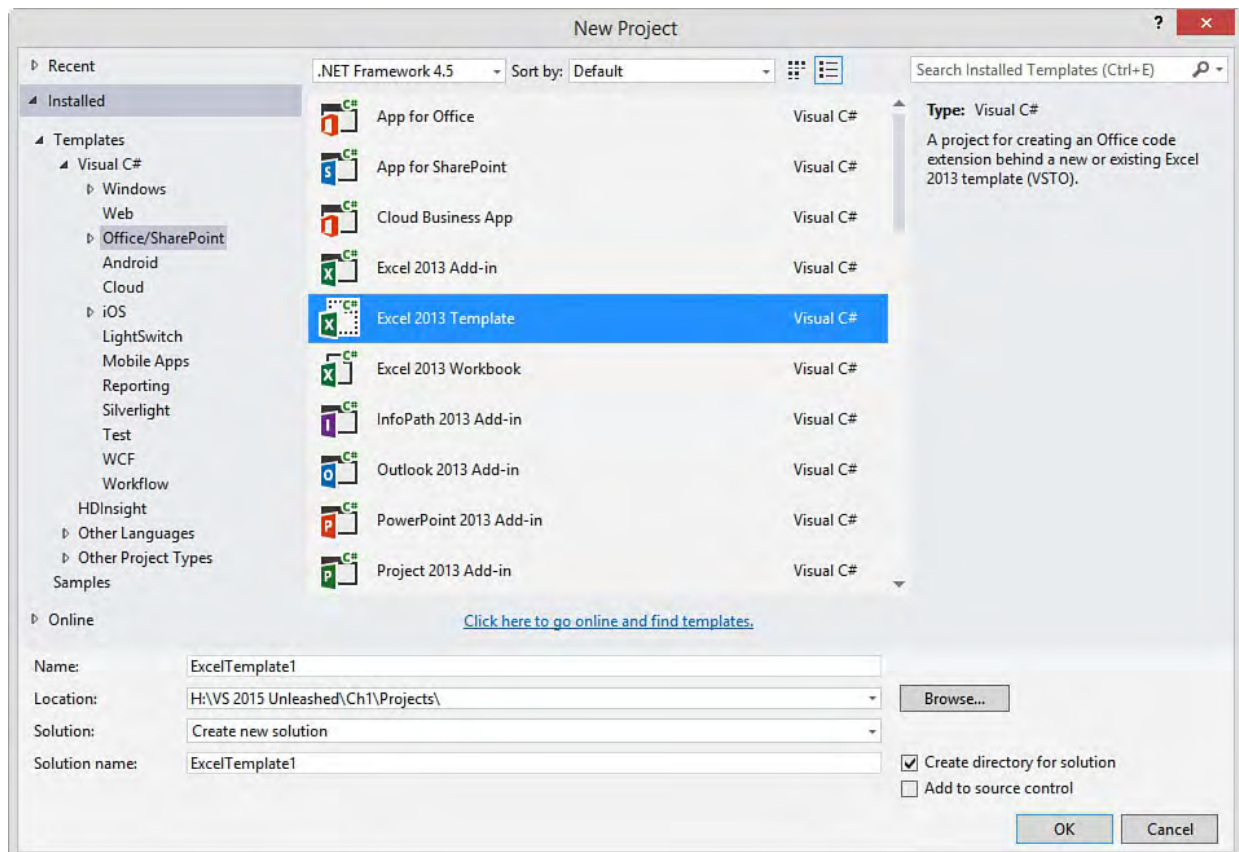 New Project
?
Recent
Installed
Templates
Visual C#
Windows
Web
Office/SharePoint
Android
Cloud
iOS
LightSwitch
Mobile Apps
Reporting
Silverlight
Test
WCF
Workflow
HDInsight
Other Languages
Other Project Types
Samples
Online
.NET Framework 4.5 Sort by: Default
App for Office Visual C#
App for SharePoint Visual C#
Cloud Business App Visual C#
Excel 2013 Add-in Visual C#
Excel 2013 Template Visual C#
Excel 2013 Workbook Visual C#
InfoPath 2013 Add-in Visual C#
Outlook 2013 Add-in Visual C#
PowerPoint 2013 Add-in Visual C#
Project 2013 Add-in Visual C#
Click here to go online and find templates.
Search Installed Templates (Ctrl+E)
Type: Visual C#
A project for creating an Office code
extension behind a new or existing Excel
2013 template (VSTO).
Name: ExcelTemplate1
Location: H:\VS 2015 Unleashed\Ch1\Projects\
Browse...
Solution: Create new solution
Solution name: ExcelTemplate1
Create directory for solution
Add to source control
OK Cancel